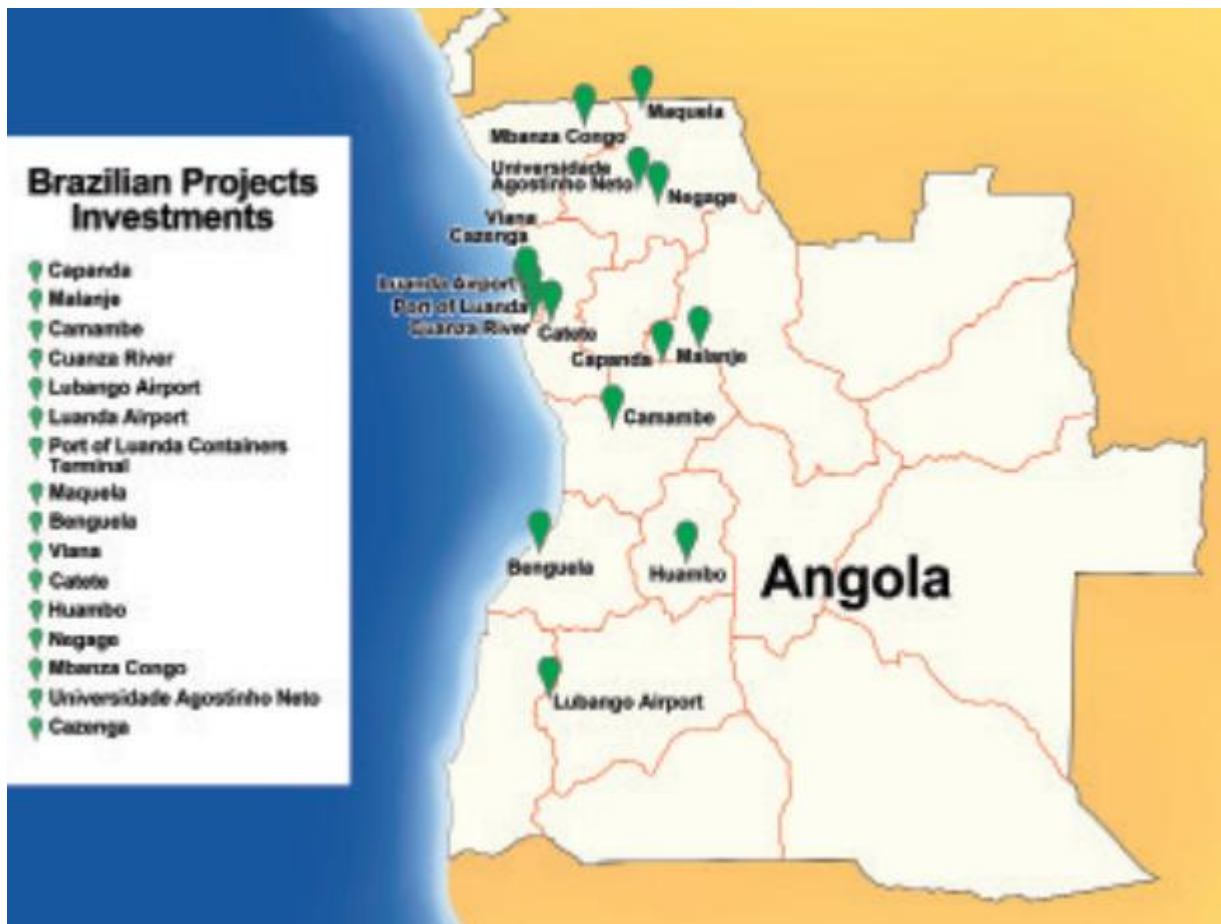 Brazilian Projects
Investments
Capanda
Malanje
Camambe
Cuanza River
Lubango Airport
Luanda Airport
Port of Luanda Containers
Terminal
Maquela
Benguela
Viana
Catete
Huambo
Negage
Mbanza Congo
Universidade Agostinho Neto
Cazenga
Maquela
Mbanza Congo
Universidade
Agostinho Neto
Negage
Viana
Cazenga
Luanda Airport
Port of Luanda
Cuanza River
Catete
Capanda
Malanje
Camambe
Benguela
Huambo
Angola
Lubango Airport